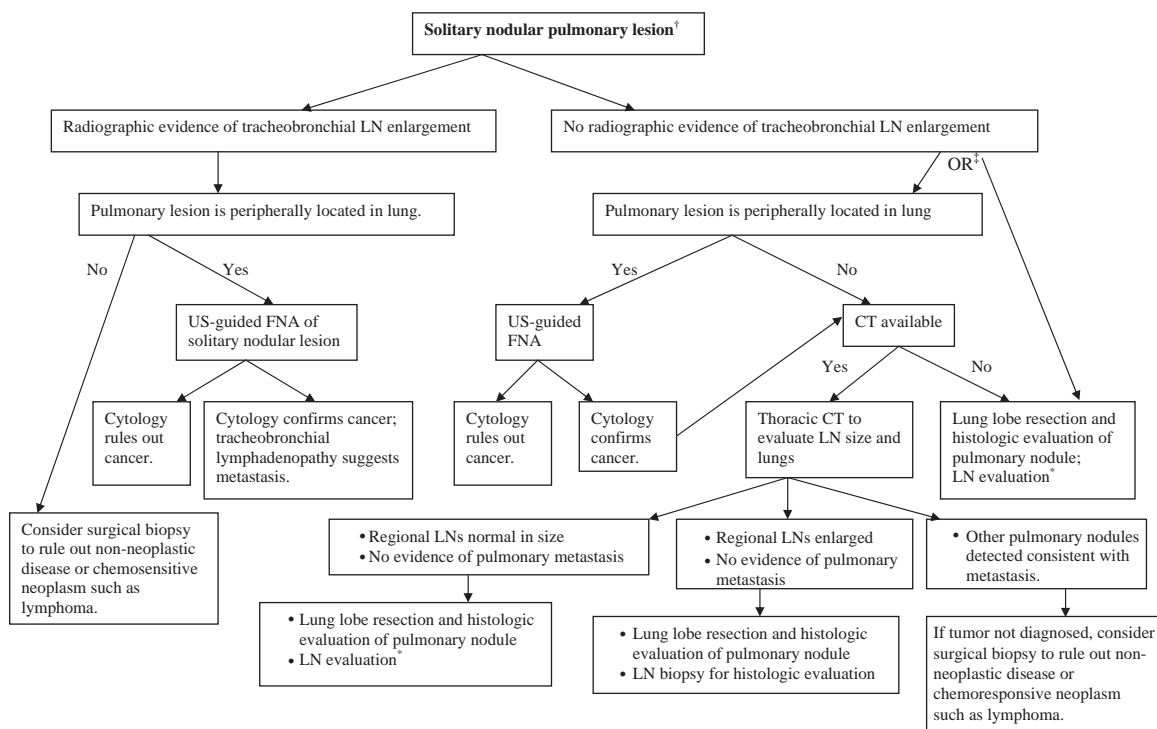 Solitary nodular pulmonary lesion†
Radiographic evidence of tracheobronchial LN enlargement
No radiographic evidence of tracheobronchial LN enlargement
OR‡
Pulmonary lesion is peripherally located in lung.
Pulmonary lesion is peripherally located in lung
No
Yes
Yes
No
US-guided FNA of
solitary nodular lesion
US-guided
FNA
CT available
Yes
No
Cytology
rules out
cancer.
Cytology confirms cancer;
tracheobronchial
lymphadenopathy suggests
metastasis.
Cytology
rules out
cancer.
Cytology
confirms
cancer.
Thoracic CT to
evaluate LN size and
lungs
Lung lobe resection and
histologic evaluation of
pulmonary nodule;
LN evaluation*
Consider surgical biopsy
to rule out non-neoplastic
disease or chemosensitive
neoplasm such as
lymphoma.
• Regional LNs normal in size
• No evidence of pulmonary metastasis
• Regional LNs enlarged
• No evidence of pulmonary
metastasis
• Other pulmonary nodules
detected consistent with
metastasis.
• Lung lobe resection and histologic
evaluation of pulmonary nodule
• LN evaluation*
• Lung lobe resection and histologic
evaluation of pulmonary nodule
• LN biopsy for histologic evaluation
If tumor not diagnosed, consider
surgical biopsy to rule out non-
neoplastic disease or
chemoresponsive neoplasm
such as lymphoma.